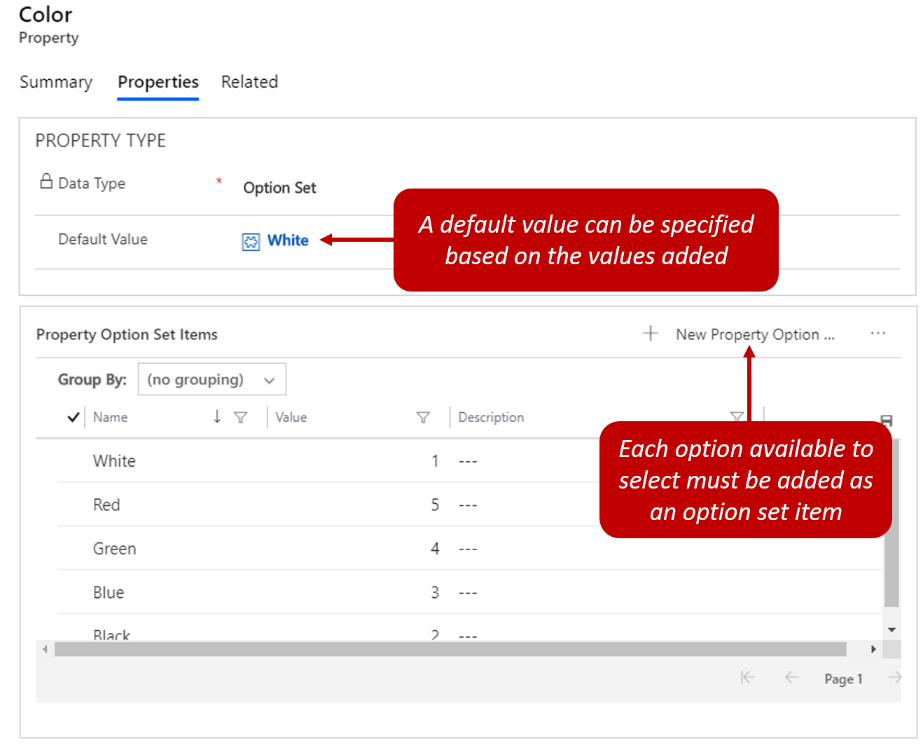 Color
Property
Summary Properties Related
PROPERTY TYPE
Data Type * Option Set
Default Value White
A default value can be specified
based on the values added
Property Option Set Items
New Property Option ...
Group By: (no grouping)
Name Value Description
Each option available to
select must be added as
an option set item
White 1 ---
Red 5 ---
Green 4 ---
Blue 3 ---
Black 2 ---
Page 1